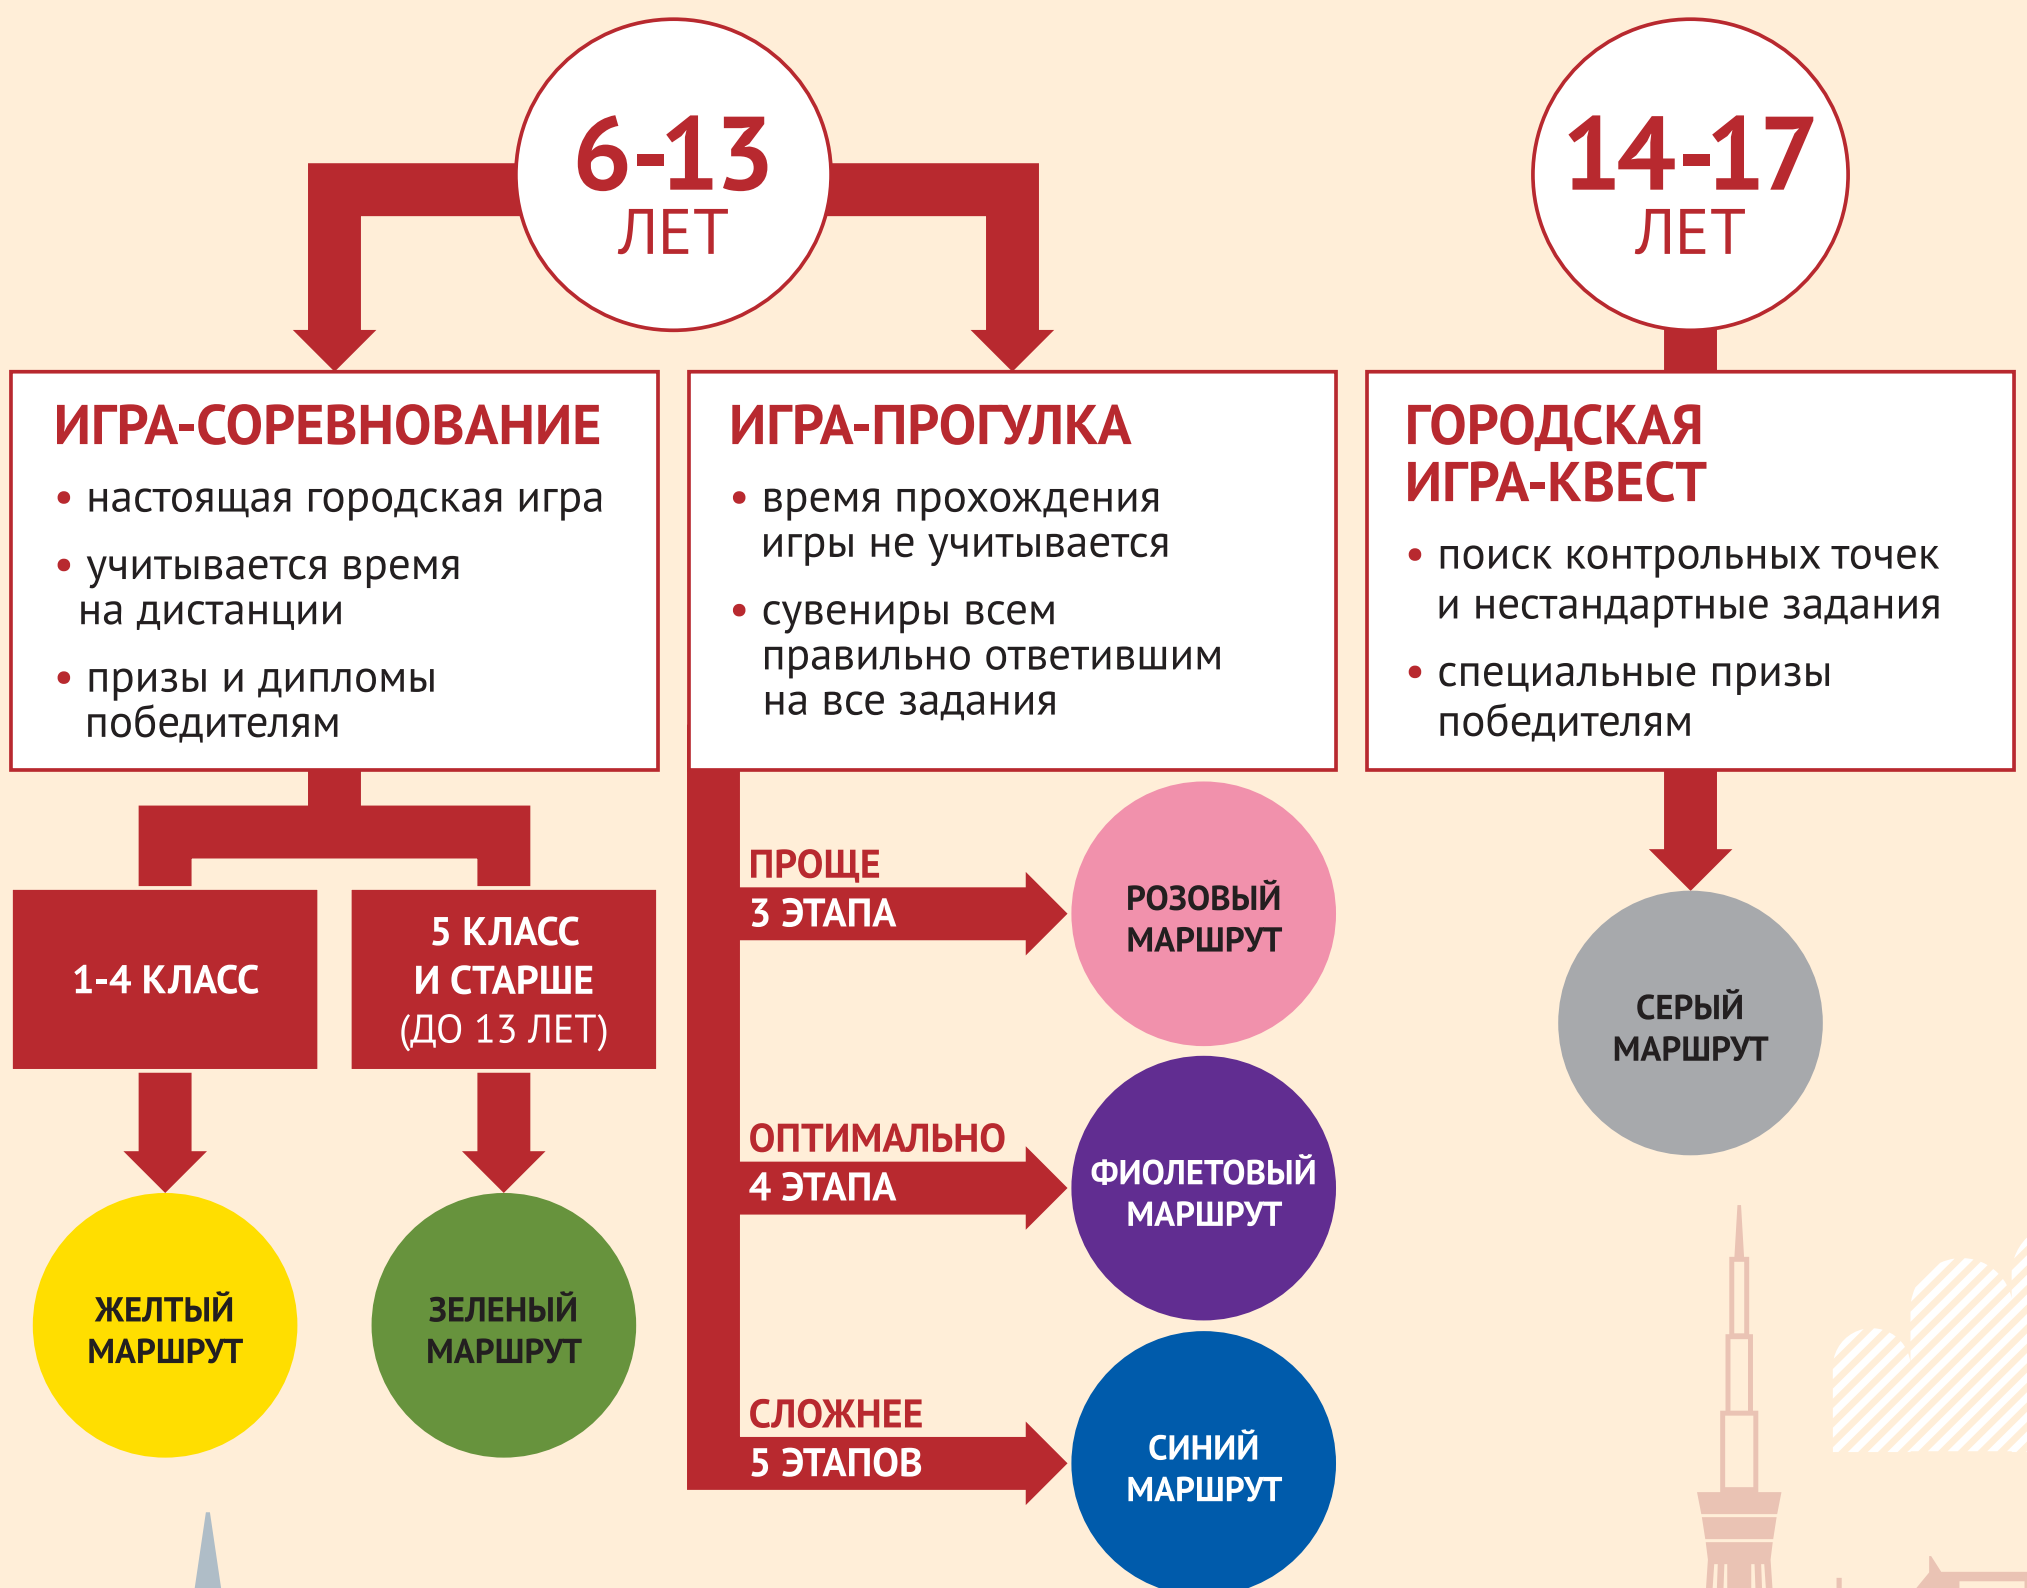 6-13
ЛЕТ
14-17
ЛЕТ
ИГРА-СОРЕВНОВАНИЕ
• настоящая городская игра
• учитывается время
на дистанции
• призы и дипломы
победителям
ИГРА-ПРОГУЛКА
• время прохождения
игры не учитывается
• сувениры всем
правильно ответившим
на все задания
ГОРОДСКАЯ
ИГРА-КВЕСТ
• поиск контрольных точек
и нестандартные задания
• специальные призы
победителям
1-4 КЛАСС
5 КЛАСС
И СТАРШЕ
(ДО 13 ЛЕТ)
ЖЕЛТЫЙ
МАРШРУТ
ЗЕЛЕНЫЙ
МАРШРУТ
ПРОЩЕ
3 ЭТАПА
РОЗОВЫЙ
МАРШРУТ
ОПТИМАЛЬНО
4 ЭТАПА
ФИОЛЕТОВЫЙ
МАРШРУТ
СЛОЖНЕЕ
5 ЭТАПОВ
СИНИЙ
МАРШРУТ
СЕРЫЙ
МАРШРУТ